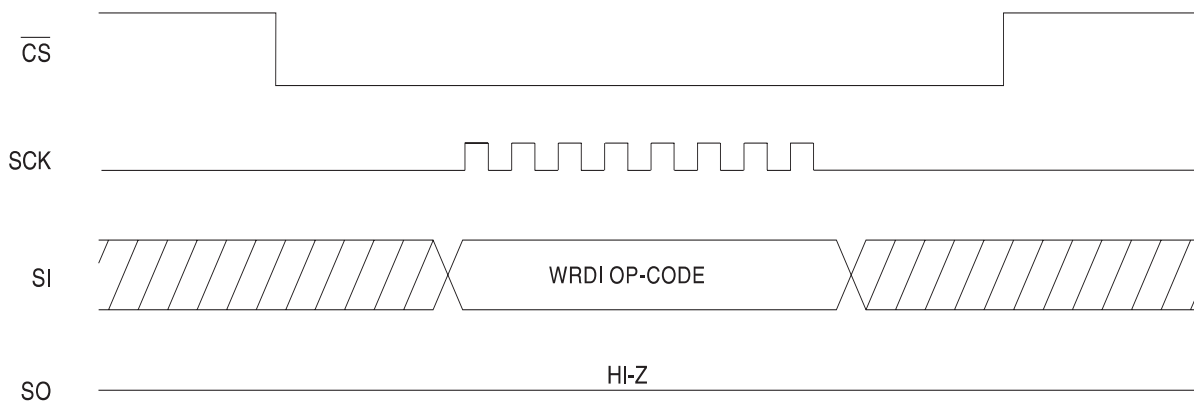 CS
SCK
SI
WRDI OP-CODE
HI-Z
SO